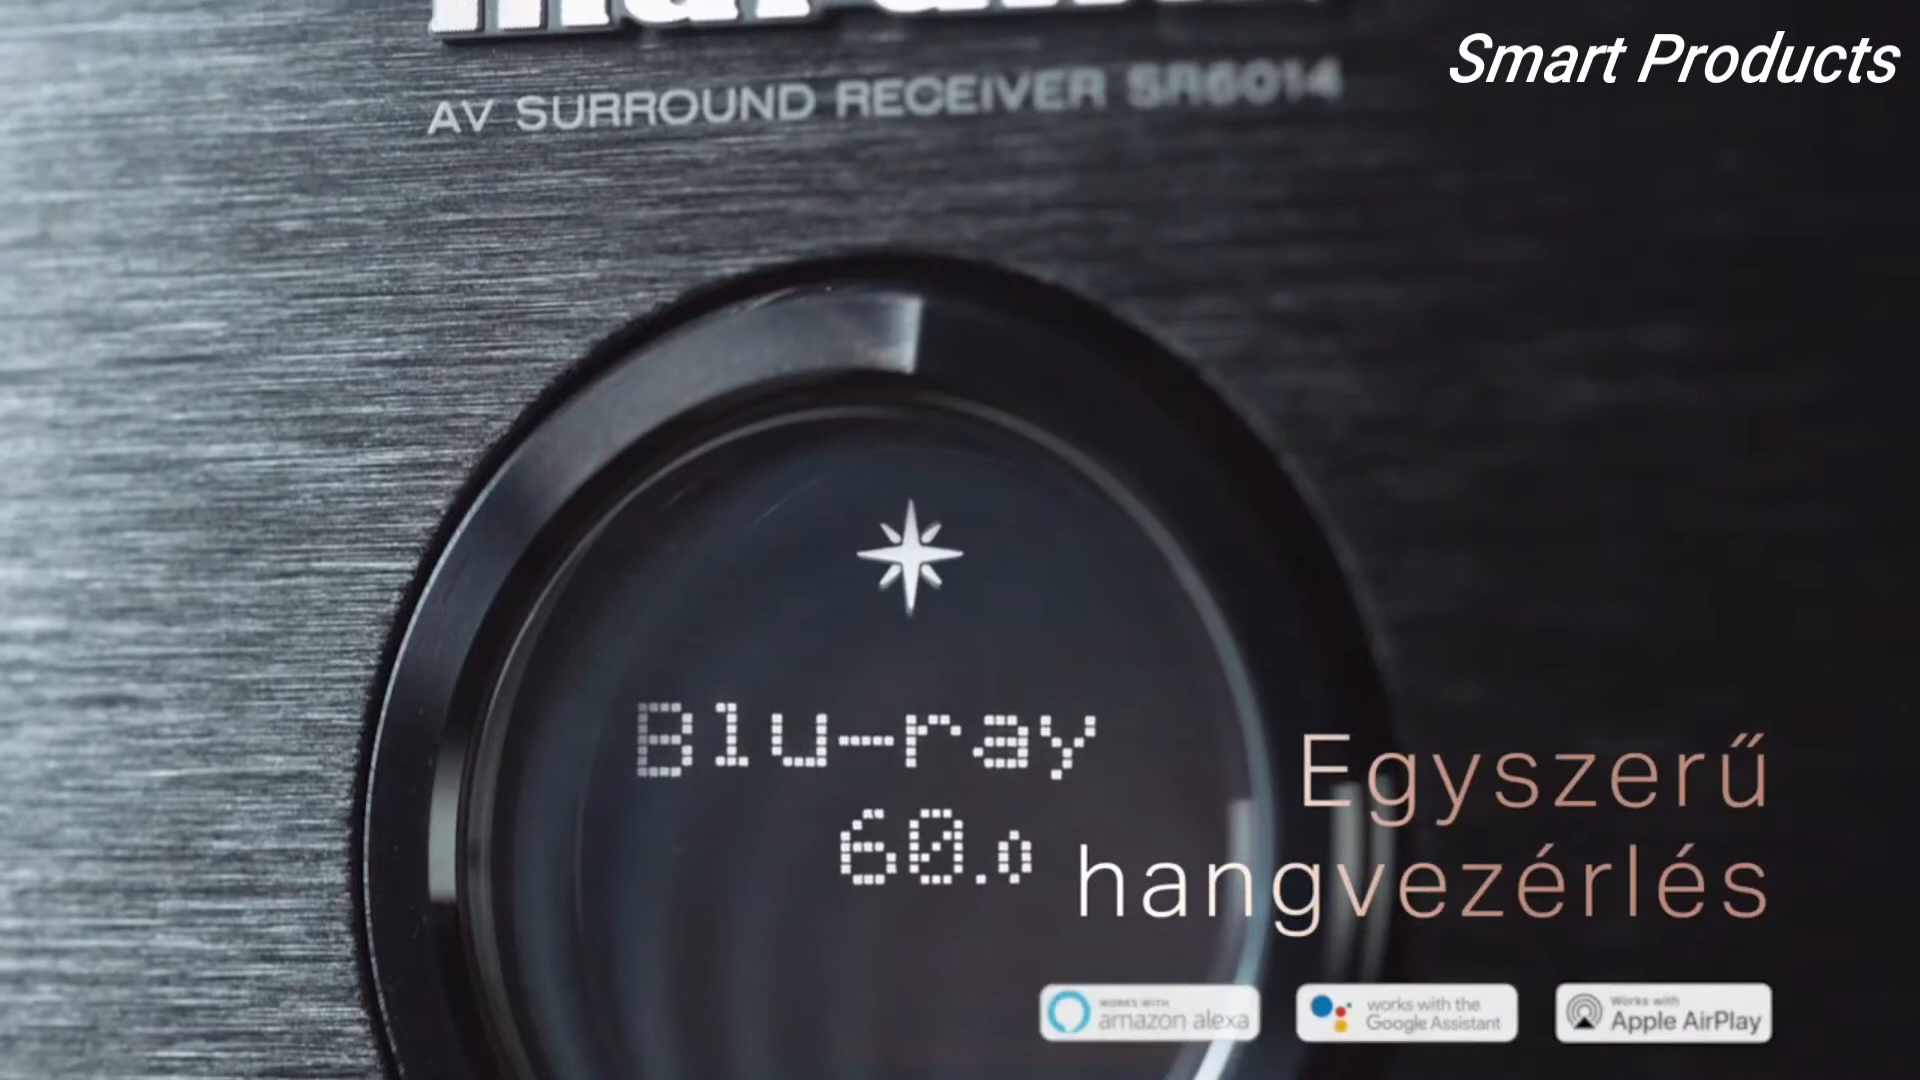 Smart Products
AV SURROUND RECEIVER SR6014
Blu-ray
60.0
Egyszerű
hangvezérlés
WORKS WITH
amazon alexa
works with the
Google Assistant
Works with
Apple AirPlay